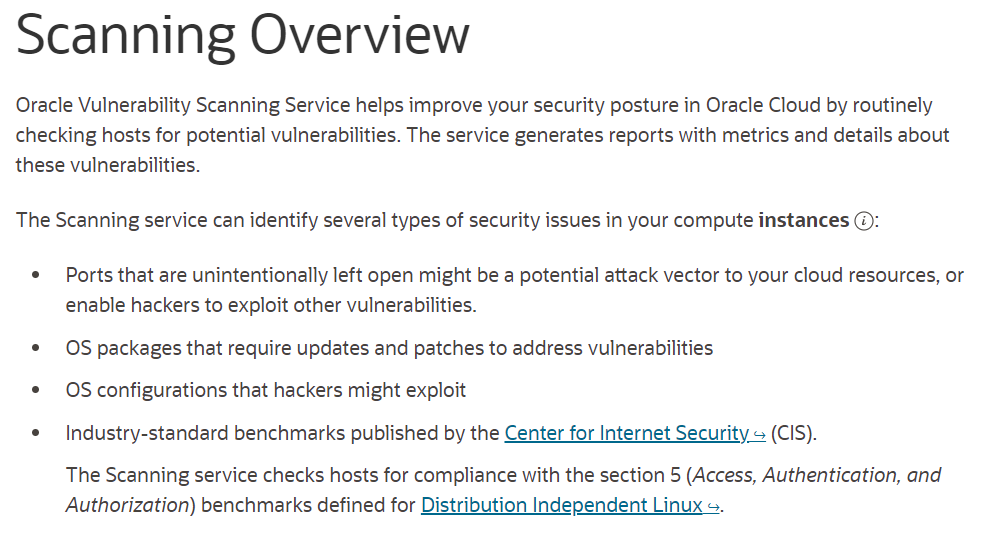 Scanning Overview
Oracle Vulnerability Scanning Service helps improve your security posture in Oracle Cloud by routinely
checking hosts for potential vulnerabilities. The service generates reports with metrics and details about
these vulnerabilities.
The Scanning service can identify several types of security issues in your compute instances ⓘ:
• Ports that are unintentionally left open might be a potential attack vector to your cloud resources, or
enable hackers to exploit other vulnerabilities.
• OS packages that require updates and patches to address vulnerabilities
• OS configurations that hackers might exploit
• Industry-standard benchmarks published by the Center for Internet Security ↪ (CIS).
The Scanning service checks hosts for compliance with the section 5 (Access, Authentication, and
Authorization) benchmarks defined for Distribution Independent Linux ↪.